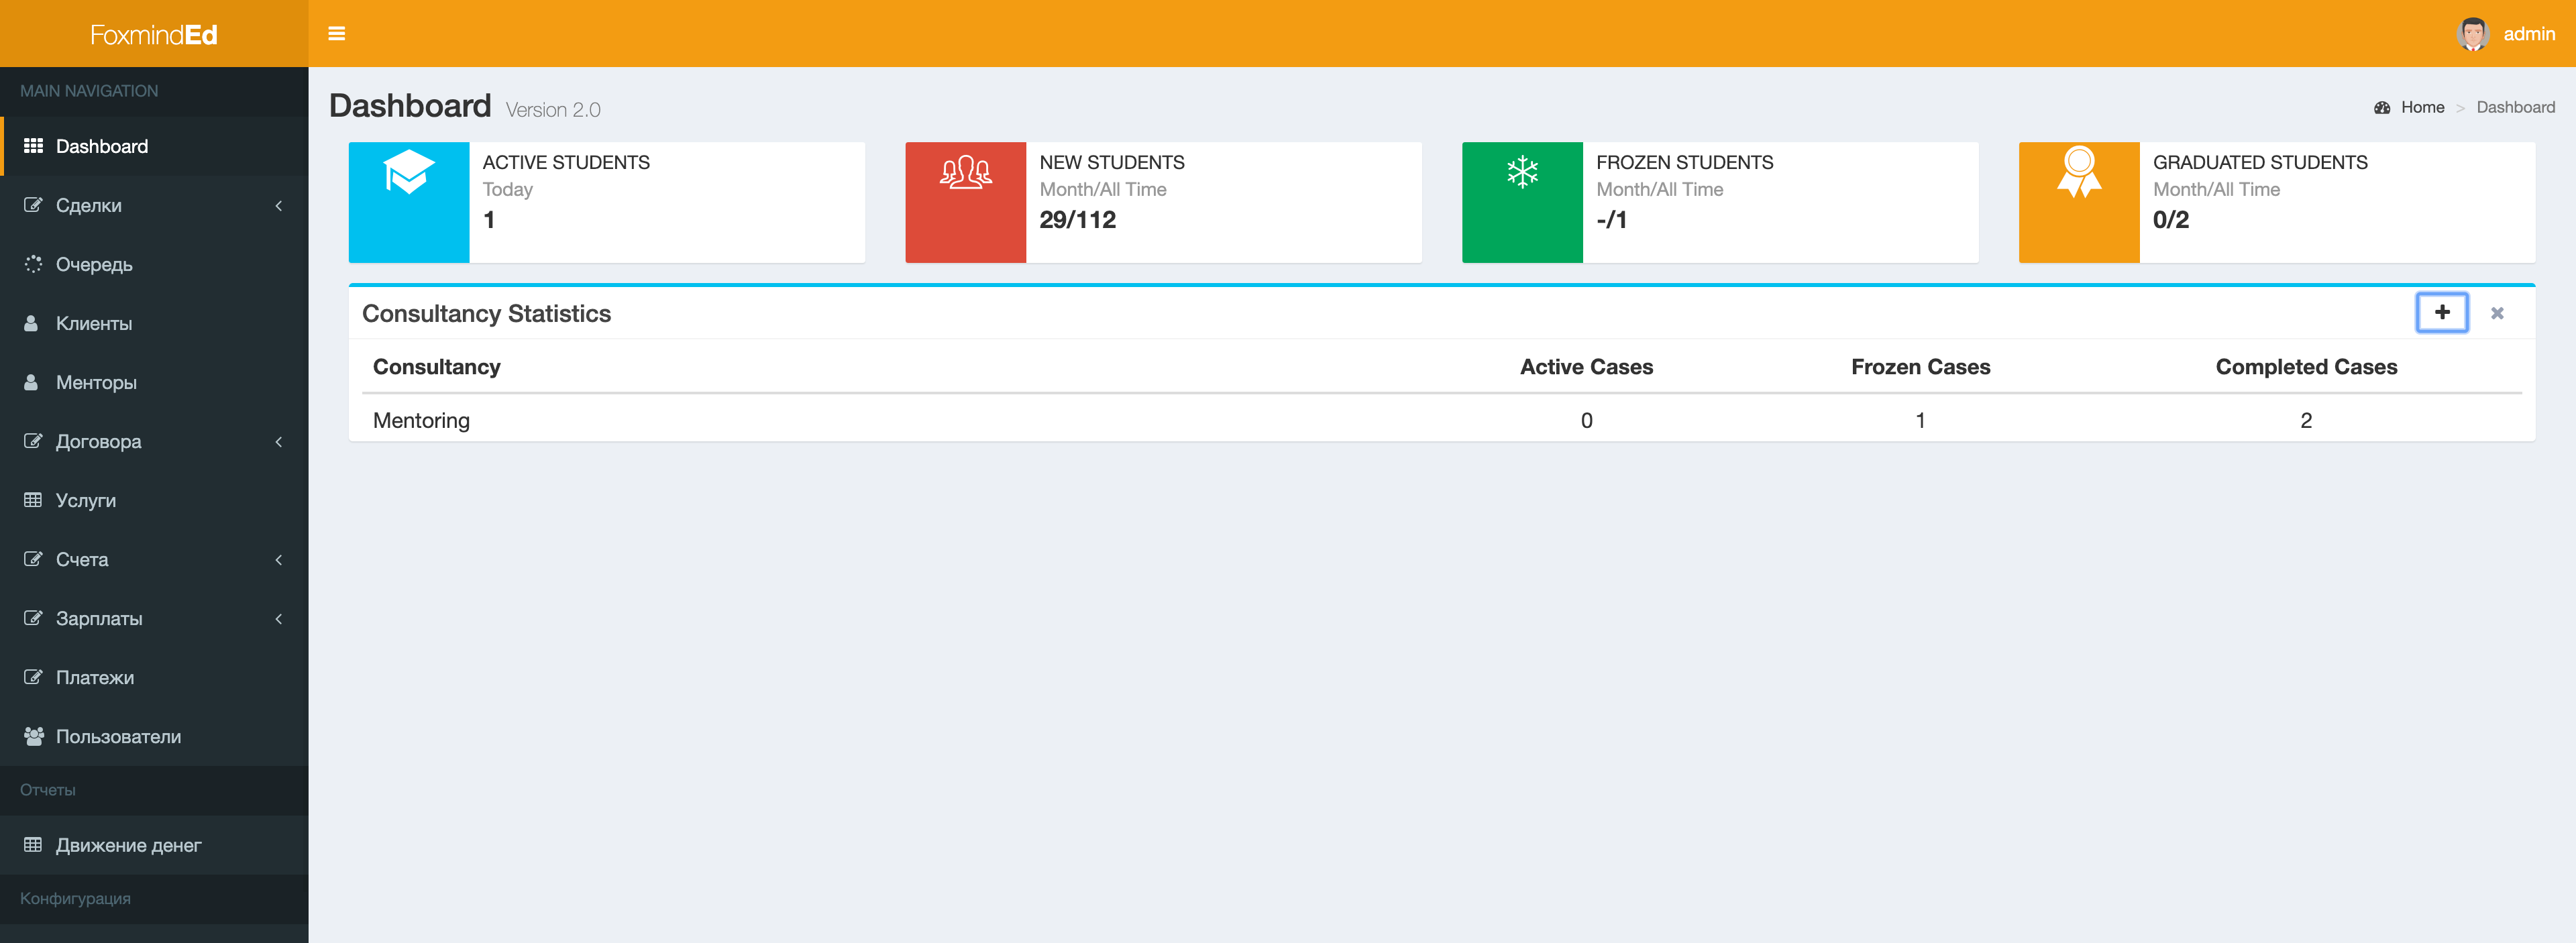 FoxmindEd
admin
MAIN NAVIGATION
Dashboard
Сделки
Очередь
Клиенты
Менторы
Договора
Услуги
Счета
Зарплаты
Платежи
Пользователи
Отчеты
Движение денег
Конфигурация
Dashboard Version 2.0
Home > Dashboard
ACTIVE STUDENTS
Today
1
NEW STUDENTS
Month/All Time
29/112
FROZEN STUDENTS
Month/All Time
-/1
GRADUATED STUDENTS
Month/All Time
0/2
Consultancy Statistics
Consultancy Active Cases Frozen Cases Completed Cases
Mentoring 0 1 2